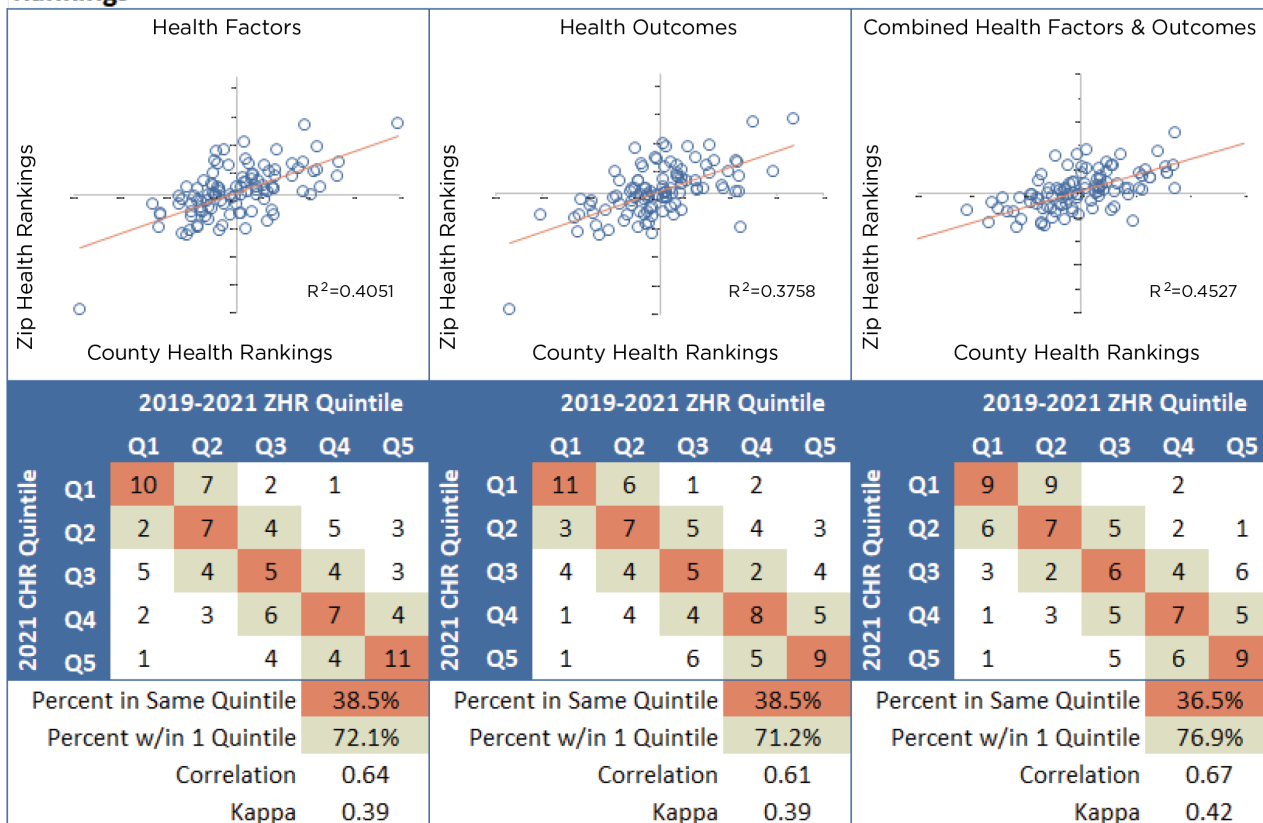 Health Factors
Zip Health Rankings
R²=0.4051
County Health Rankings
Health Outcomes
Zip Health Rankings
R²=0.3758
County Health Rankings
Combined Health Factors & Outcomes
Zip Health Rankings
R²=0.4527
County Health Rankings
2019-2021 ZHR Quintile
2021 CHR Quintile
Q1 Q2 Q3 Q4 Q5
Q1 10 7 2 1
Q2 2 7 4 5 3
Q3 5 4 5 4 3
Q4 2 3 6 7 4
Q5 1 4 4 11
Percent in Same Quintile 38.5%
Percent w/in 1 Quintile 72.1%
Correlation 0.64
Kappa 0.39
2019-2021 ZHR Quintile
2021 CHR Quintile
Q1 Q2 Q3 Q4 Q5
Q1 11 6 1 2
Q2 3 7 5 4 3
Q3 4 4 5 2 4
Q4 1 4 4 8 5
Q5 1 6 5 9
Percent in Same Quintile 38.5%
Percent w/in 1 Quintile 71.2%
Correlation 0.61
Kappa 0.39
2019-2021 ZHR Quintile
2021 CHR Quintile
Q1 Q2 Q3 Q4 Q5
Q1 9 9 2
Q2 6 7 5 2 1
Q3 3 2 6 4 6
Q4 1 3 5 7 5
Q5 1 5 6 9
Percent in Same Quintile 36.5%
Percent w/in 1 Quintile 76.9%
Correlation 0.67
Kappa 0.42